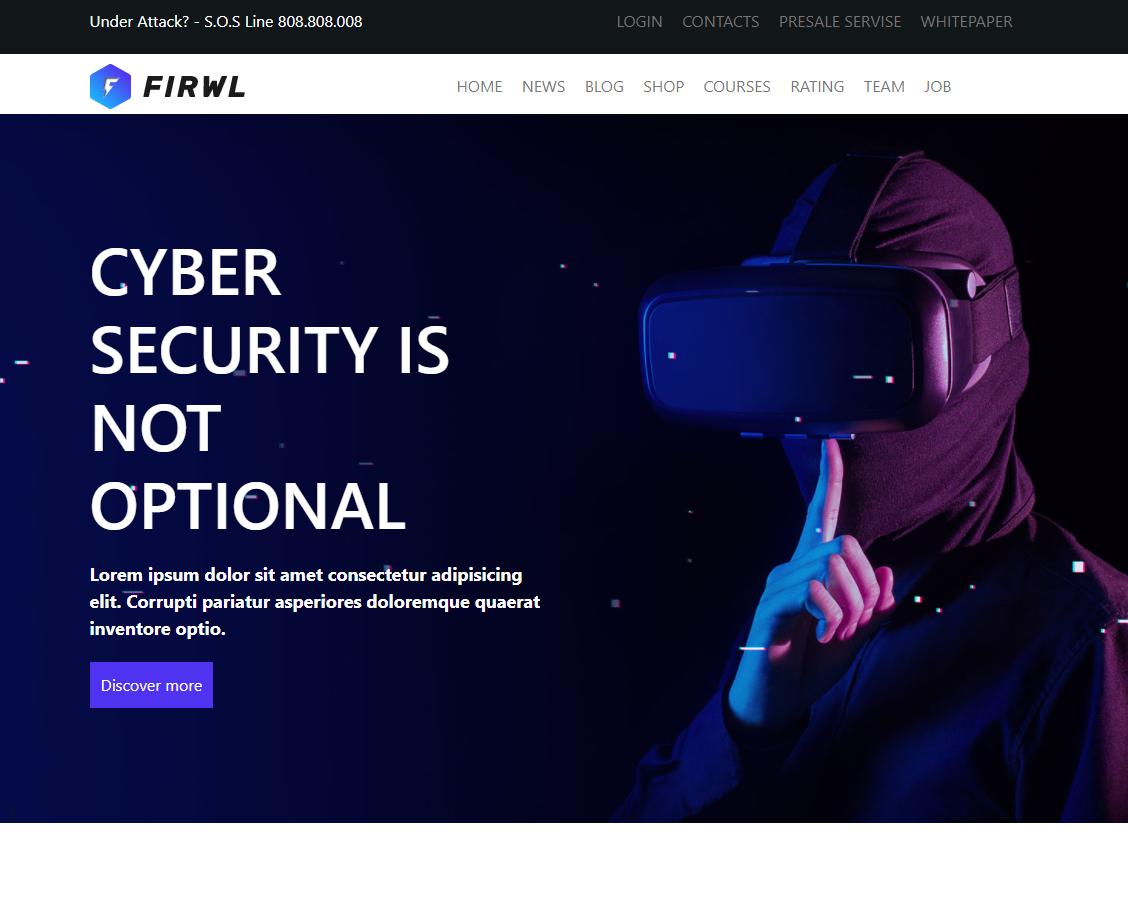 Under Attack? - S.O.S Line 808.808.008
LOGIN CONTACTS PRESALE SERVISE WHITEPAPER
FIRWL
HOME NEWS BLOG SHOP COURSES RATING TEAM JOB
CYBER
SECURITY IS
NOT
OPTIONAL
Lorem ipsum dolor sit amet consectetur adipisicing
elit. Corrupti pariatur asperiores doloremque quaerat
inventore optio.
Discover more